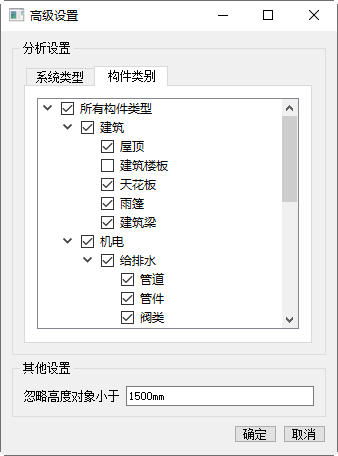 高级设置
分析设置
系统类型 构件类别
所有构件类型
建筑
屋顶
建筑楼板
天花板
雨篷
建筑梁
机电
给排水
管道
管件
阀类
其他设置
忽略高度对象小于 1500mm
确定 取消